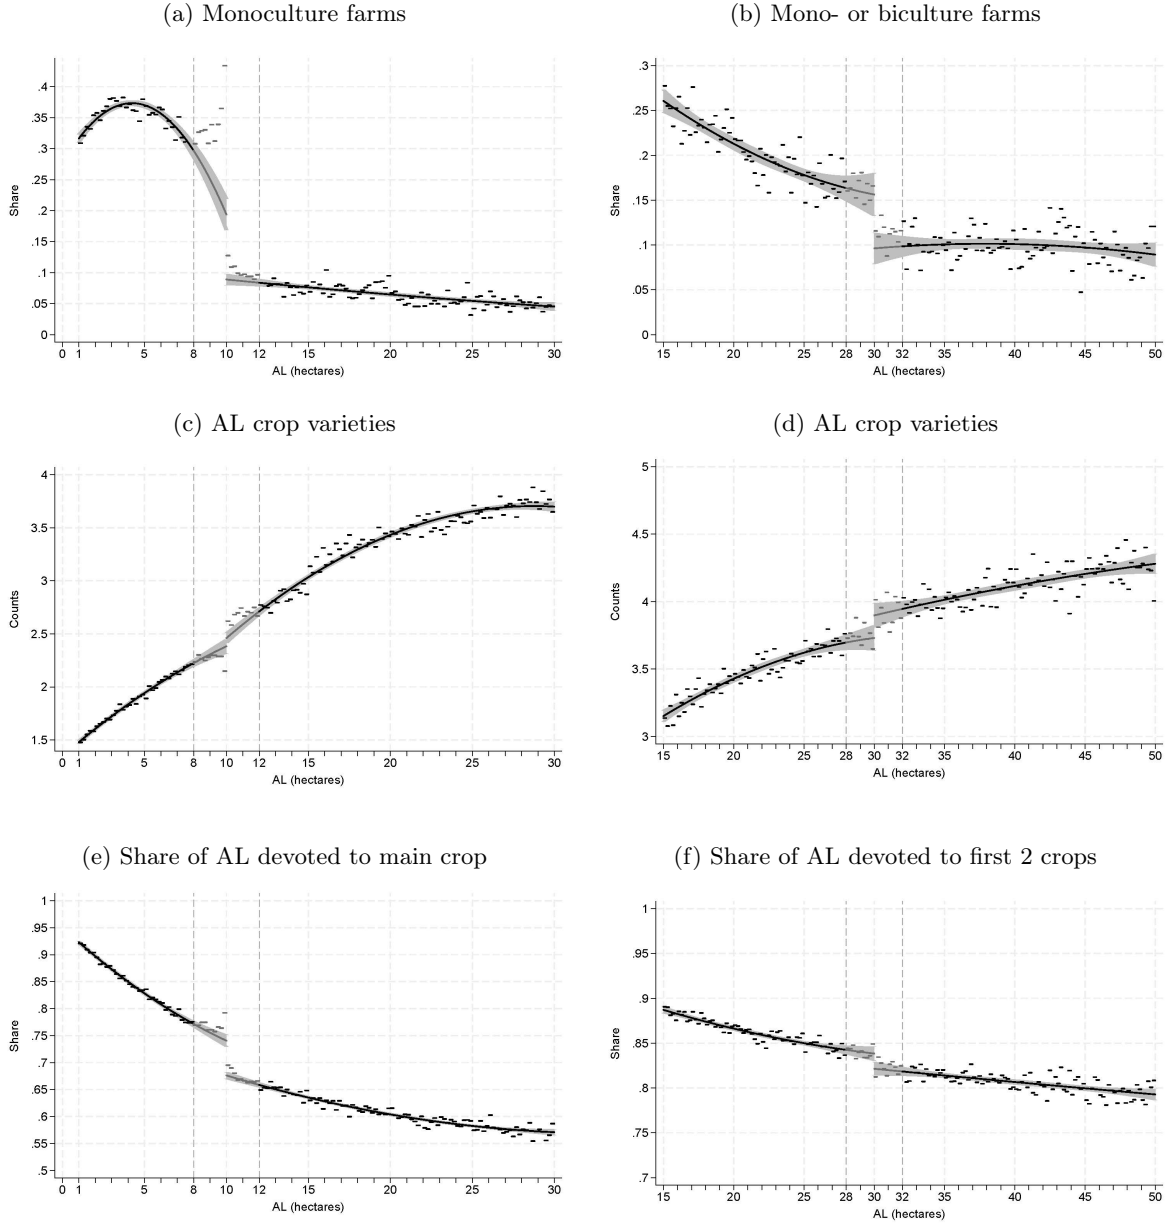 (a) Monoculture farms
.4
.35
.3
.25
.2
.15
.1
.05
0
Share
0 1 5 8 10 12 15 20 25 30
AL (hectares)
(b) Mono- or biculture farms
.3
.25
.2
.15
.1
.05
0
Share
15 20 25 28 30 32 35 40 45 50
AL (hectares)
(c) AL crop varieties
4
3.5
3
2.5
2
1.5
Counts
0 1 5 8 10 12 15 20 25 30
AL (hectares)
(d) AL crop varieties
5
4.5
4
3.5
3
Counts
15 20 25 28 30 32 35 40 45 50
AL (hectares)
(e) Share of AL devoted to main crop
1
.95
.9
.85
.8
.75
.7
.65
.6
.55
.5
Share
0 1 5 8 10 12 15 20 25 30
AL (hectares)
(f) Share of AL devoted to first 2 crops
1
.95
.9
.85
.8
.75
.7
Share
15 20 25 28 30 32 35 40 45 50
AL (hectares)